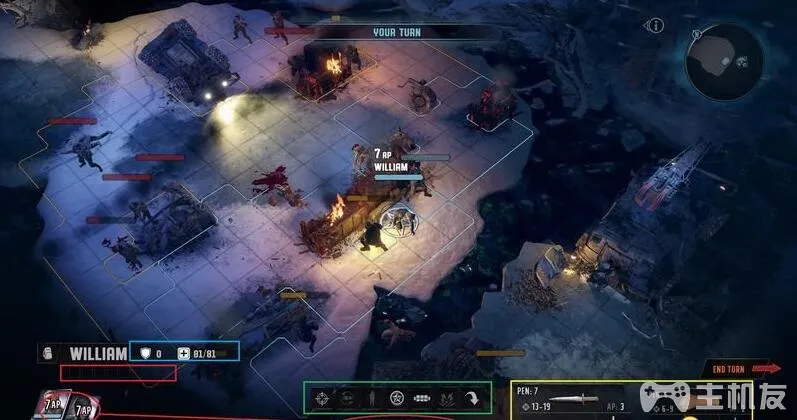 YOUR TURN
7 AP
WILLIAM
WILLIAM
0
81/81
7 AP
7 AP
PEN: 7
13-19
AP: 3
6-9
END TURN
主机友